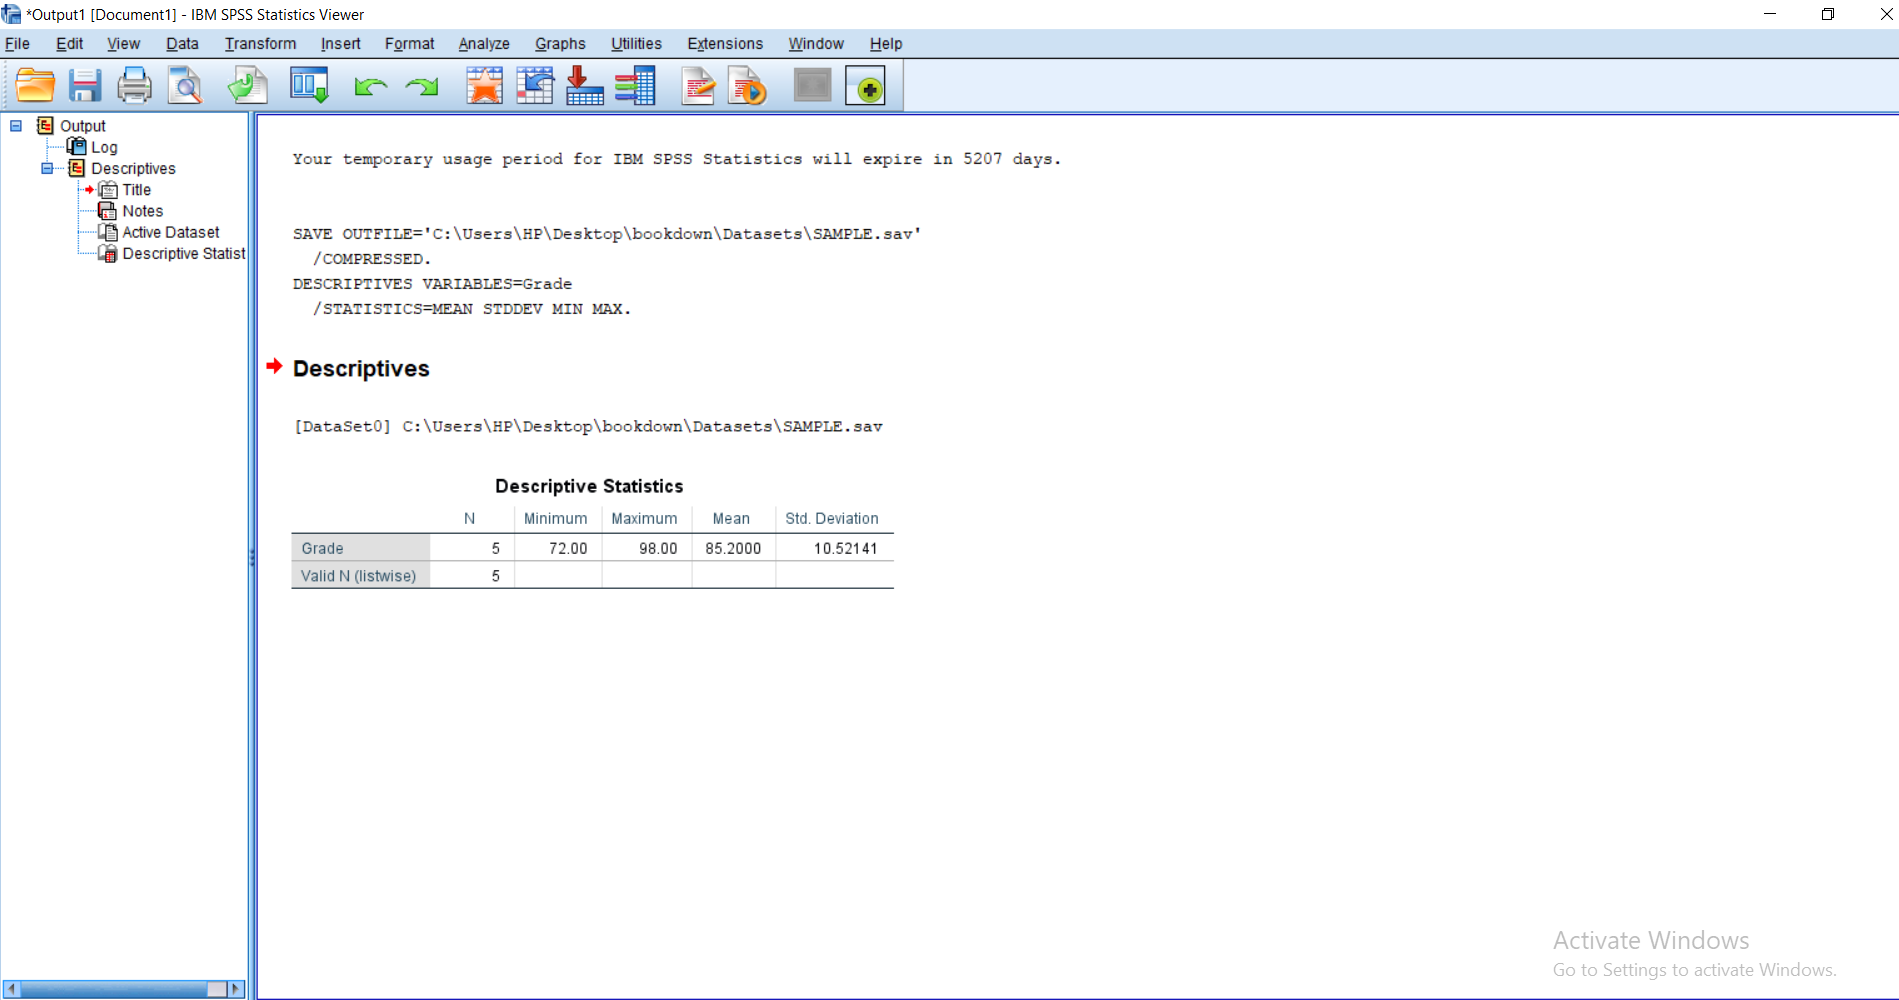 *Output1 [Document1] - IBM SPSS Statistics Viewer
File Edit View Data Transform Insert Format Analyze Graphs Utilities Extensions Window Help
Output
Log
Descriptives
Title
Notes
Active Dataset
Descriptive Statist
Your temporary usage period for IBM SPSS Statistics will expire in 5207 days.
SAVE OUTFILE='C:\Users\HP\Desktop\bookdown\Datasets\SAMPLE.sav'
/COMPRESSED.
DESCRIPTIVES VARIABLES=Grade
/STATISTICS=MEAN STDDEV MIN MAX.
Descriptives
[DataSet0] C:\Users\HP\Desktop\bookdown\Datasets\SAMPLE.sav
Descriptive Statistics
N Minimum Maximum Mean Std. Deviation
Grade 5 72.00 98.00 85.2000 10.52141
Valid N (listwise) 5
Activate Windows
Go to Settings to activate Windows.